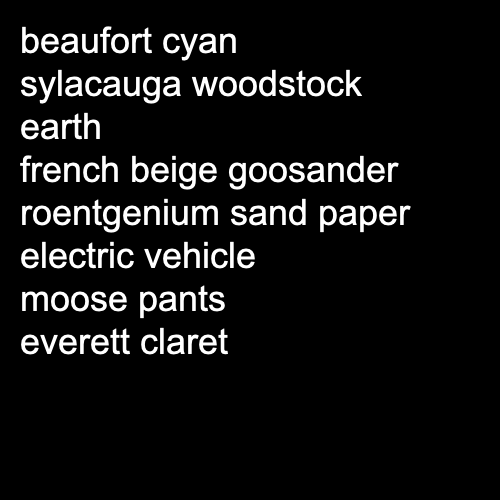 beaufort cyan
sylacauga woodstock
earth
french beige goosander
roentgenium sand paper
electric vehicle
moose pants
everett claret